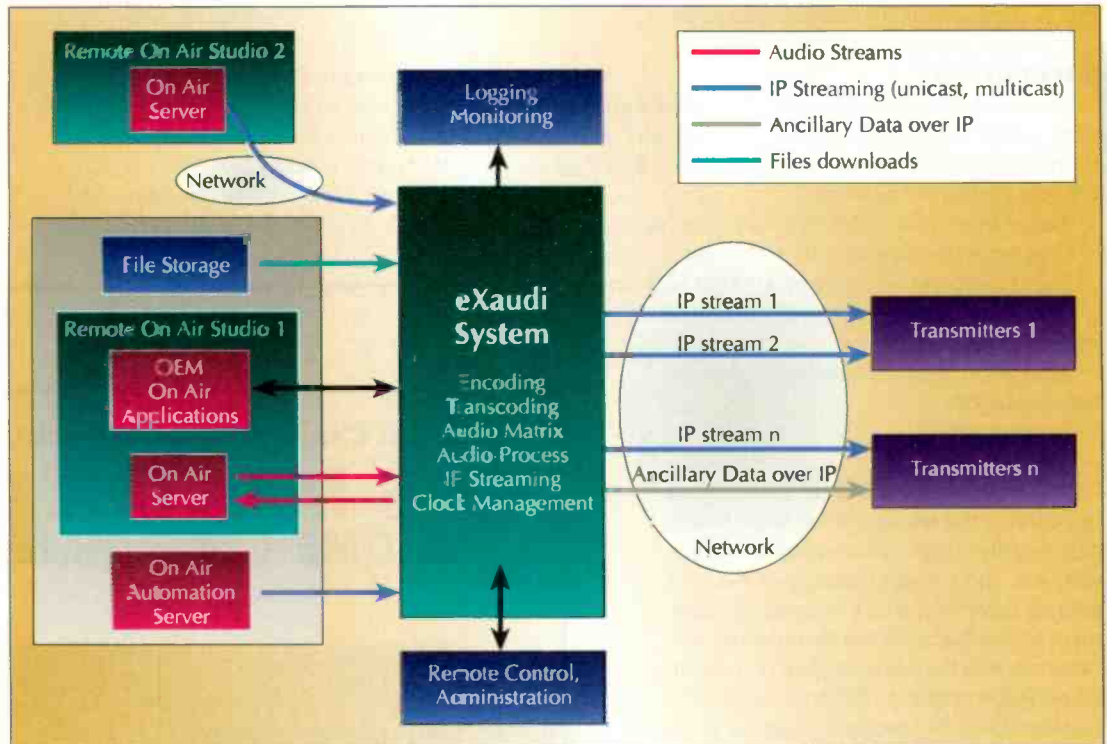 Remote On Air Studio 2
On Air
Server
Network
Logging
Monitoring
Audio Streams
IP Streaming (unicast, multicast)
Ancillary Data over IP
Files downloads
File Storage
Remote On Air Studio 1
OEM
On Air
Applications
On Air
Server
On Air
Automation
Server
eXaudi
System
Encoding
Transcoding
Audio Matrix
Audio Process
IP Streaming
Clock Management
IP stream 1
IP stream 2
IP stream n
Ancillary Data over IP
Network
Transmitters 1
Transmitters n
Remote Control,
Administration